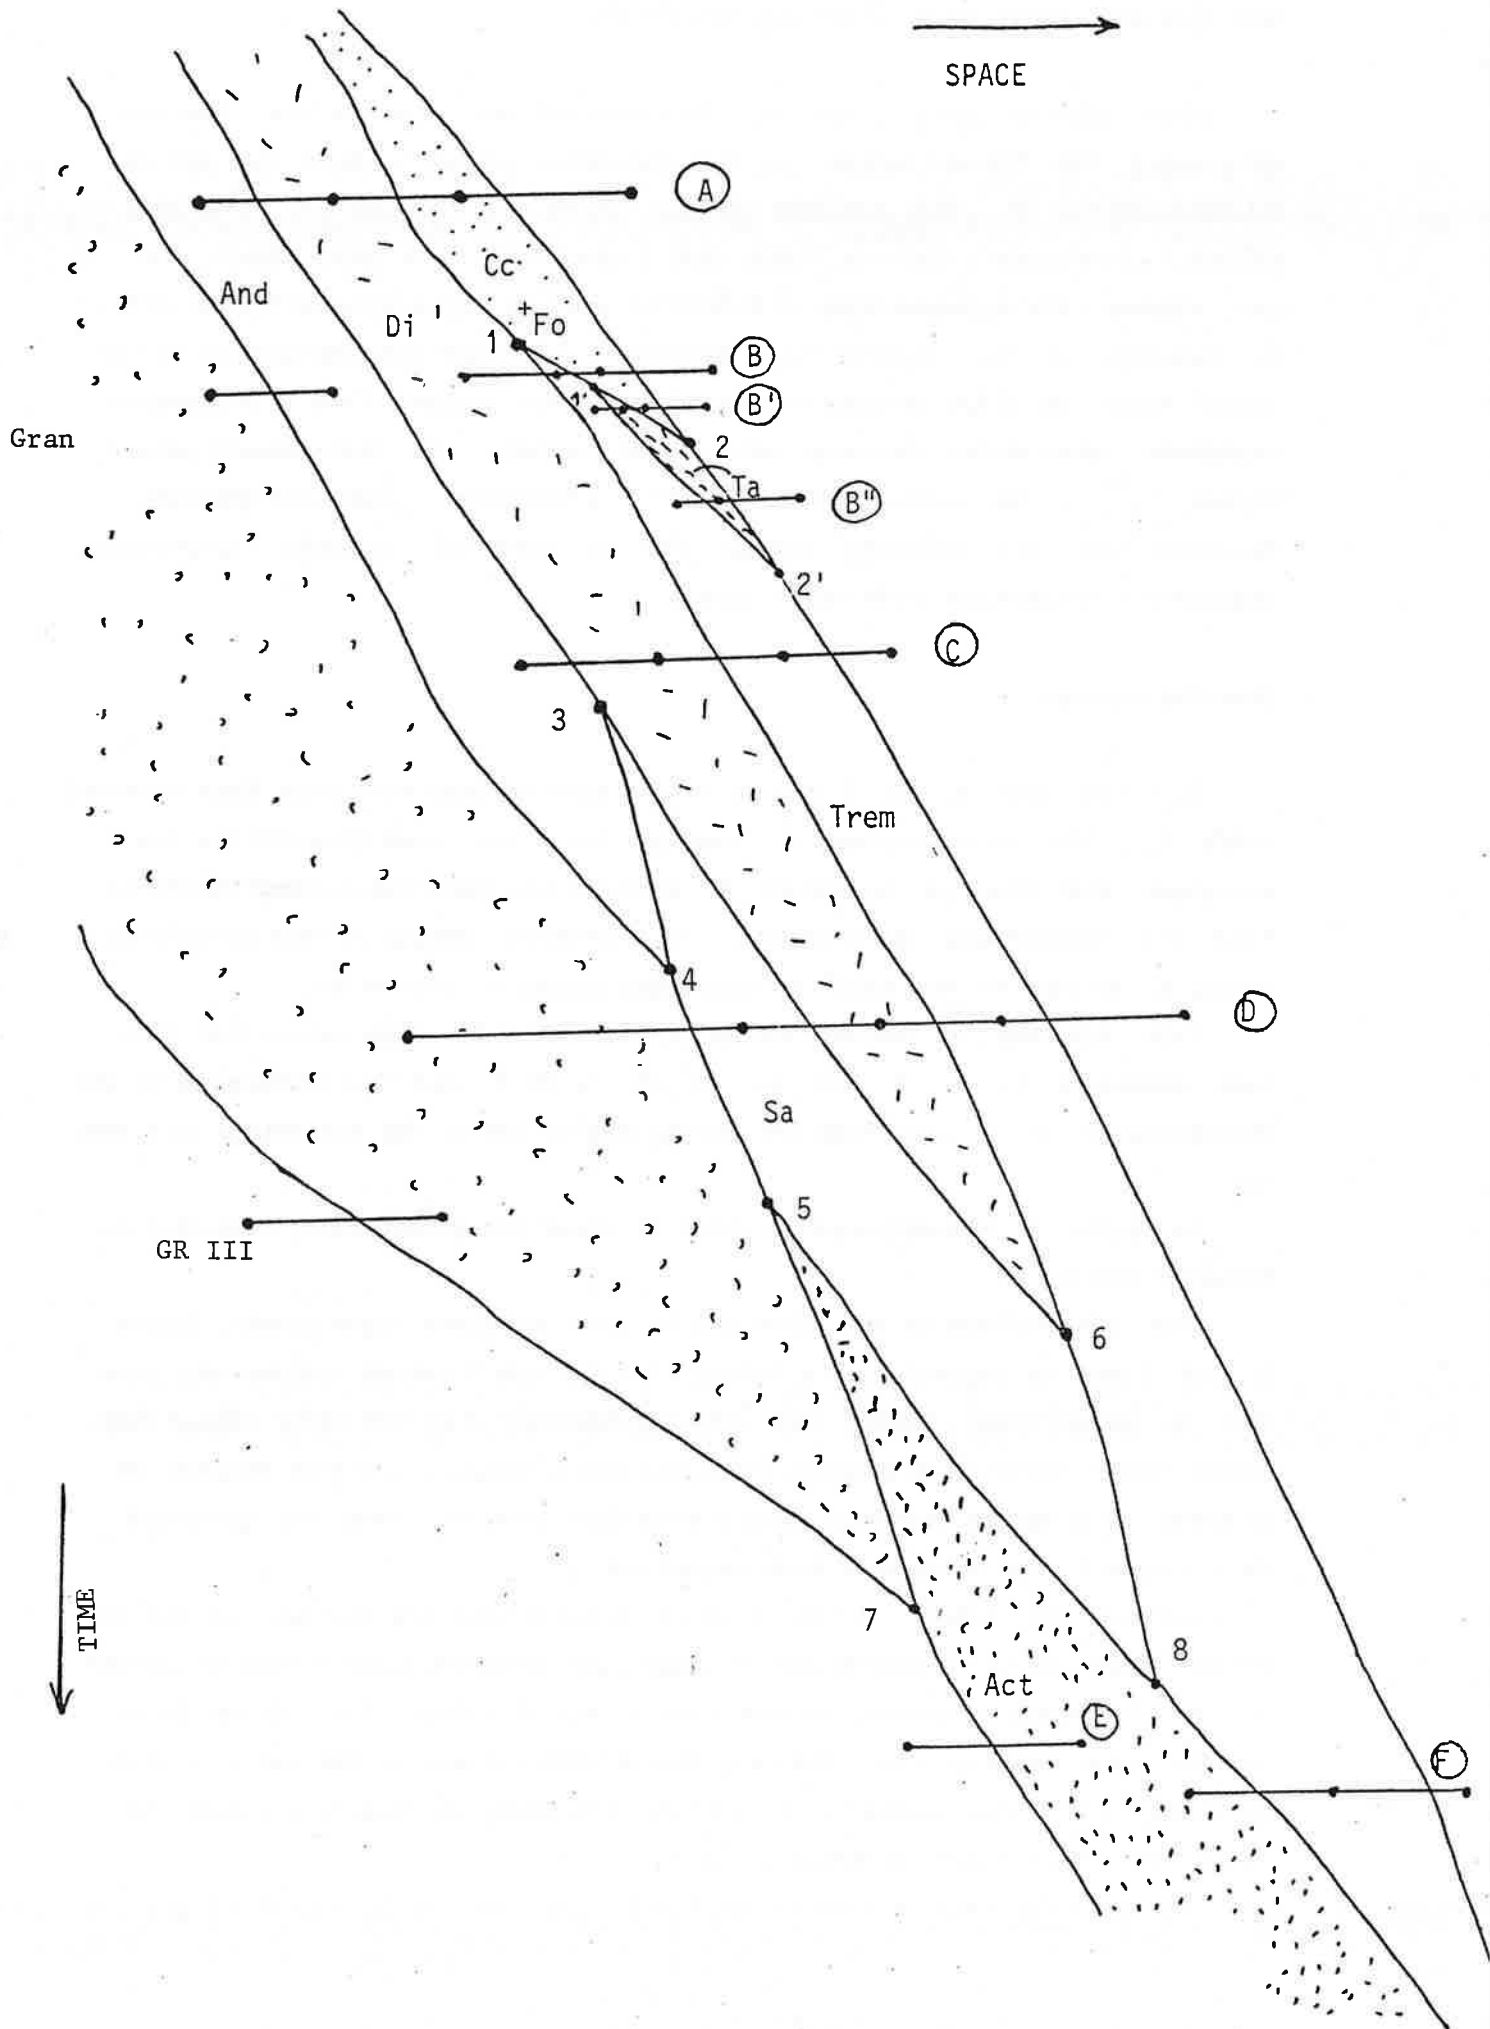 SPACE
A
Cc
And
+Fo
Di
1
B
1'
B'
Gran
2
Ta
B"
2'
C
3
Trem
4
D
Sa
5
GR III
6
TIME
7
8
Act
E
F